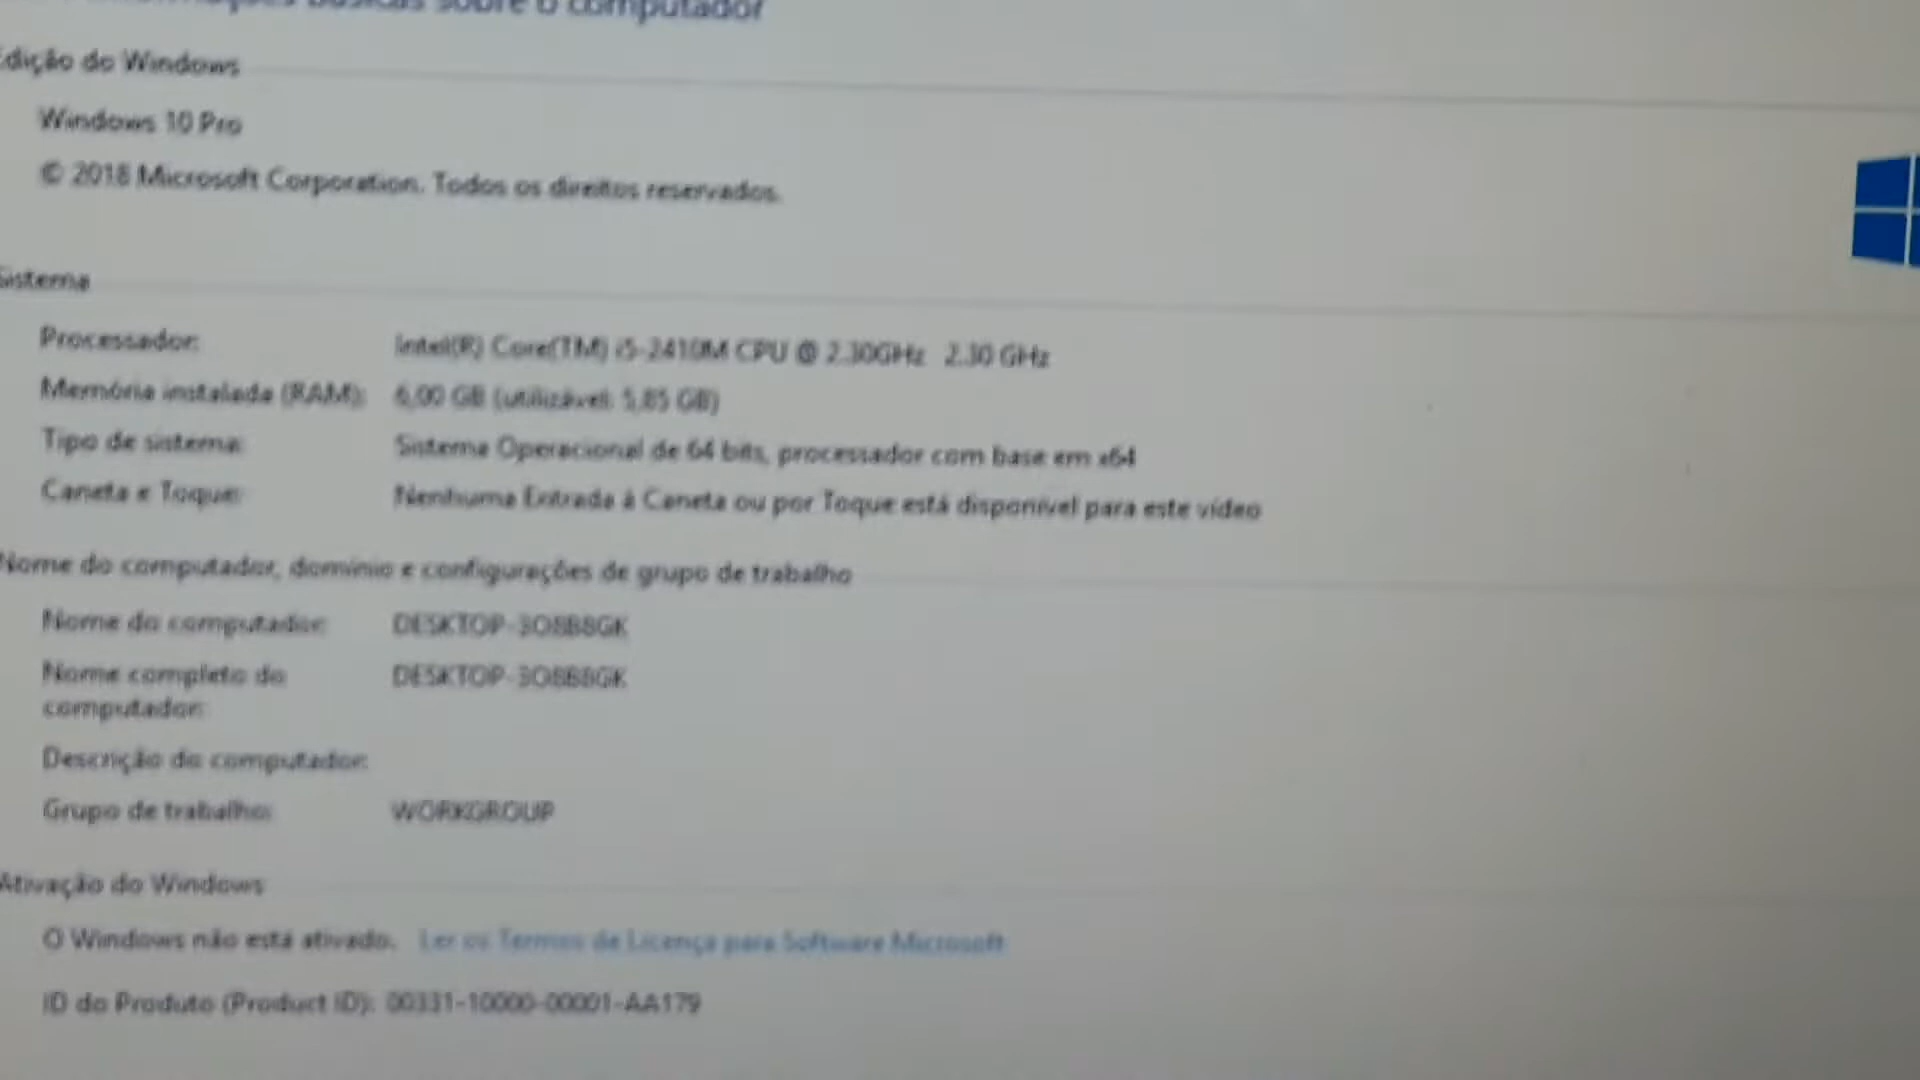 básicas sobre o computador
Edição do Windows
Windows 10 Pro
© 2018 Microsoft Corporation. Todos os direitos reservados.
Sistema
Processador: Intel(R) Core(TM) i5-2410M CPU @ 2.30GHz 2.30 GHz
Memória instalada (RAM): 6,00 GB (utilizável: 5,85 GB)
Tipo de sistema: Sistema Operacional de 64 bits, processador com base em x64
Caneta e Toque: Nenhuma Entrada à Caneta ou por Toque está disponível para este vídeo
Nome do computador, domínio e configurações de grupo de trabalho
Nome do computador: DESKTOP-3O8B8GK
Nome completo do DESKTOP-3O8B8GK
computador:
Descrição do computador:
Grupo de trabalho: WORKGROUP
Ativação do Windows
O Windows não está ativado. Ler os Termos de Licença para Software Microsoft
ID do Produto (Product ID): 00331-10000-00001-AA179